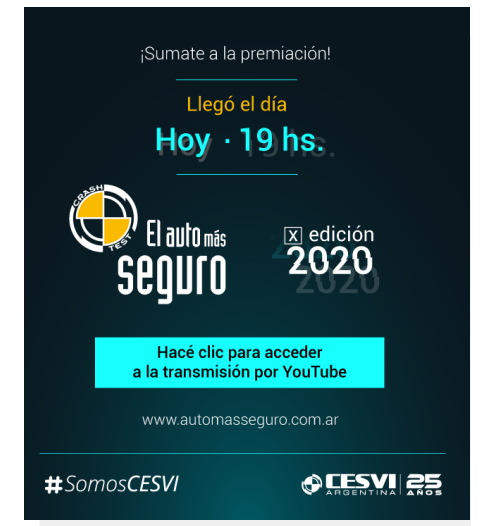 ¡Sumate a la premiación!
Llegó el día
Hoy · 19 hs.
CRASH
TEST
El auto más
seguro
X edición
2020
Hacé clic para acceder
a la transmisión por YouTube
www.automasseguro.com.ar
#SomosCESVI
CESVI
ARGENTINA
25
AÑOS